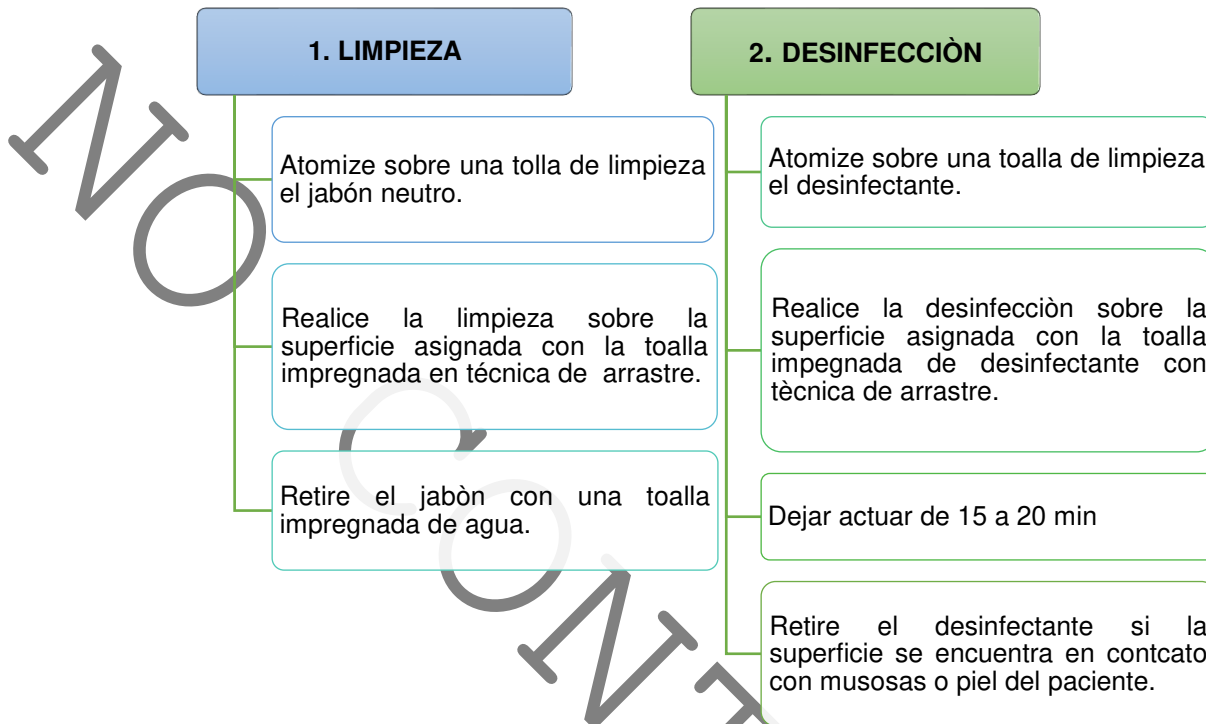 1. LIMPIEZA
Atomize sobre una tolla de limpieza
el jabón neutro.
Realice la limpieza sobre la
superficie asignada con la toalla
impregnada en técnica de arrastre.
Retire el jabòn con una toalla
impregnada de agua.
2. DESINFECCIÒN
Atomize sobre una toalla de limpieza
el desinfectante.
Realice la desinfecciòn sobre la
superficie asignada con la toalla
impegnada de desinfectante con
tècnica de arrastre.
Dejar actuar de 15 a 20 min
Retire el desinfectante si la
superficie se encuentra en contcato
con musosas o piel del paciente.
NO CONT